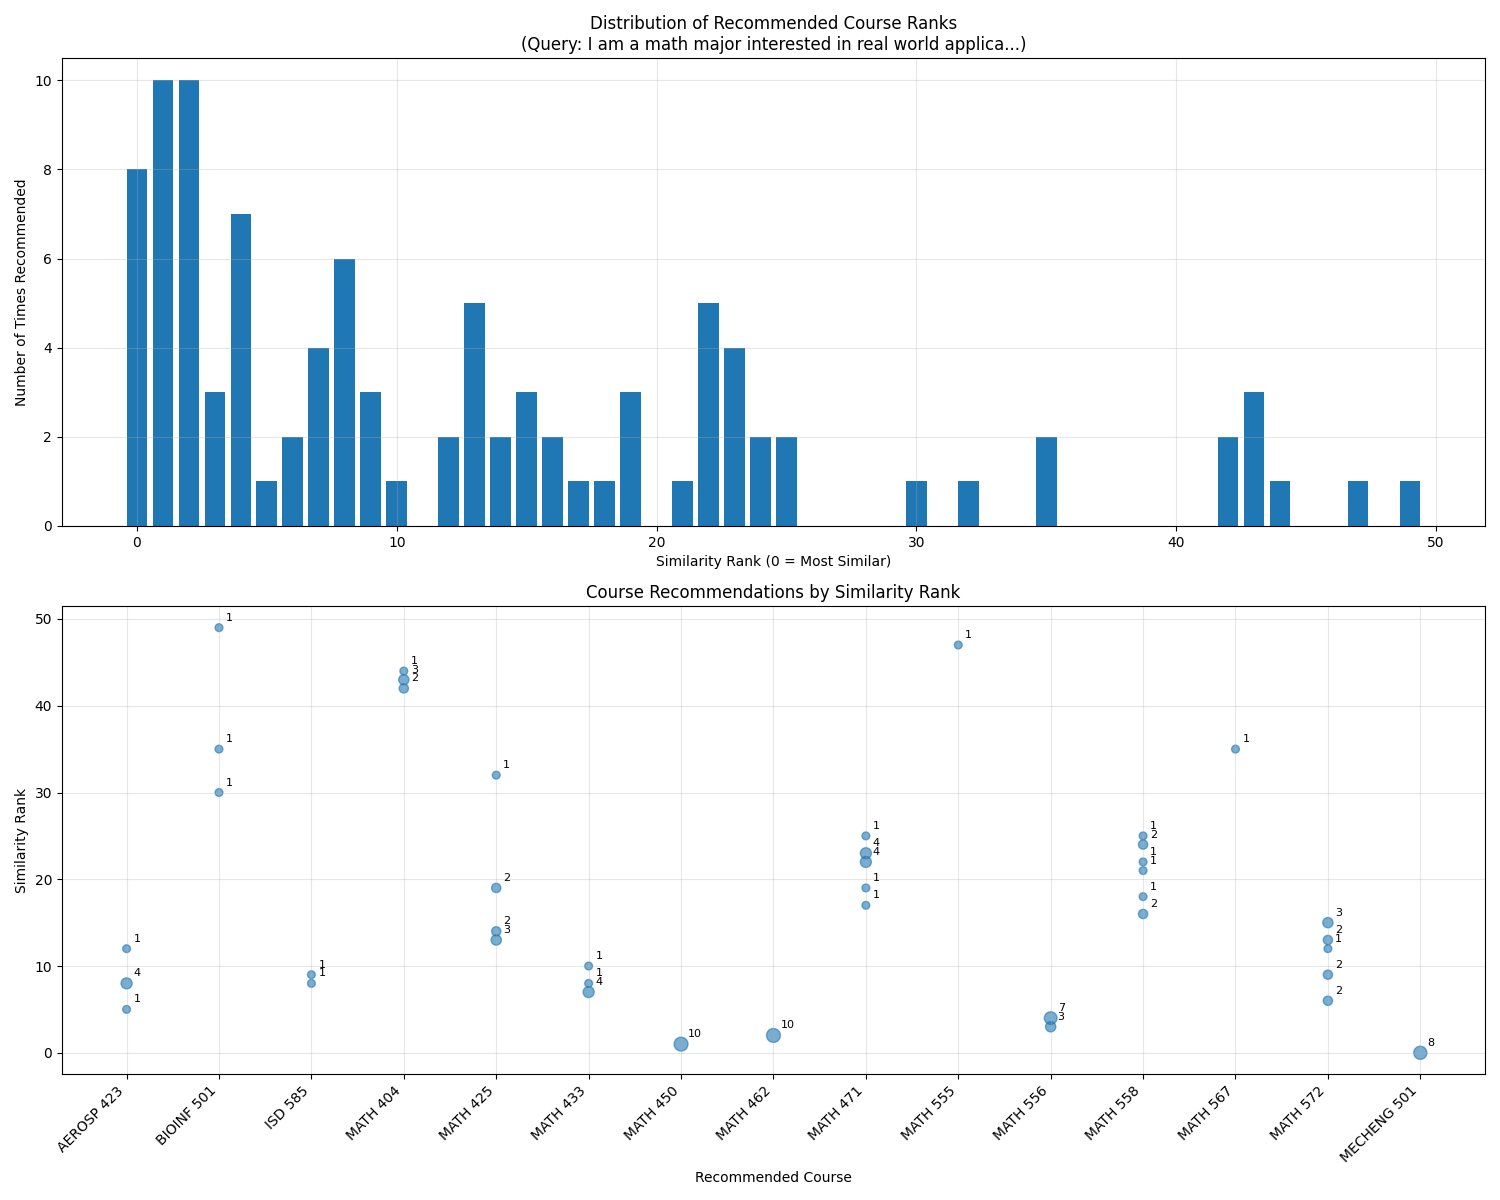 Distribution of Recommended Course Ranks
(Query: I am a math major interested in real world applica...)
Number of Times Recommended
10
8
6
4
2
0
0 10 20 30 40 50
Similarity Rank (0 = Most Similar)
Course Recommendations by Similarity Rank
Similarity Rank
50
40
30
20
10
0
1
4
1
1
1
1
1
1
1
3
2
1
2
2
3
1
1
4
10
10
1
4
4
1
1
1
7
3
1
2
1
1
1
2
1
3
2
1
2
2
8
AEROSP 423
BIOINF 501
ISD 585
MATH 404
MATH 425
MATH 433
MATH 450
MATH 462
MATH 471
MATH 555
MATH 556
MATH 558
MATH 567
MATH 572
MECHENG 501
Recommended Course